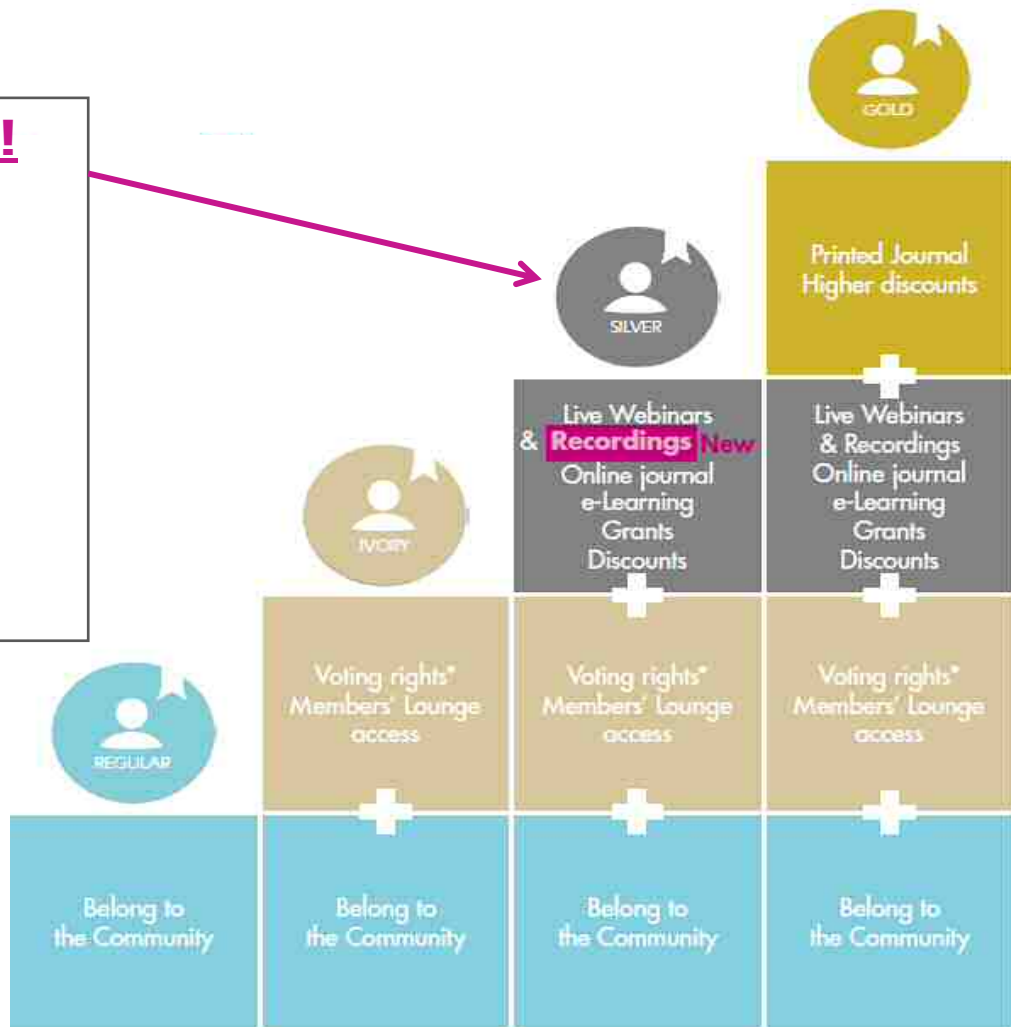 !
GOLD
Printed Journal
Higher discounts
SILVER
Live Webinars
& Recordings New
Online journal
e-Learning
Grants
Discounts
Live Webinars
& Recordings
Online journal
e-Learning
Grants
Discounts
IVORY
Voting rights*
Members' Lounge
access
Voting rights*
Members' Lounge
access
Voting rights*
Members' Lounge
access
REGULAR
Belong to
the Community
Belong to
the Community
Belong to
the Community
Belong to
the Community